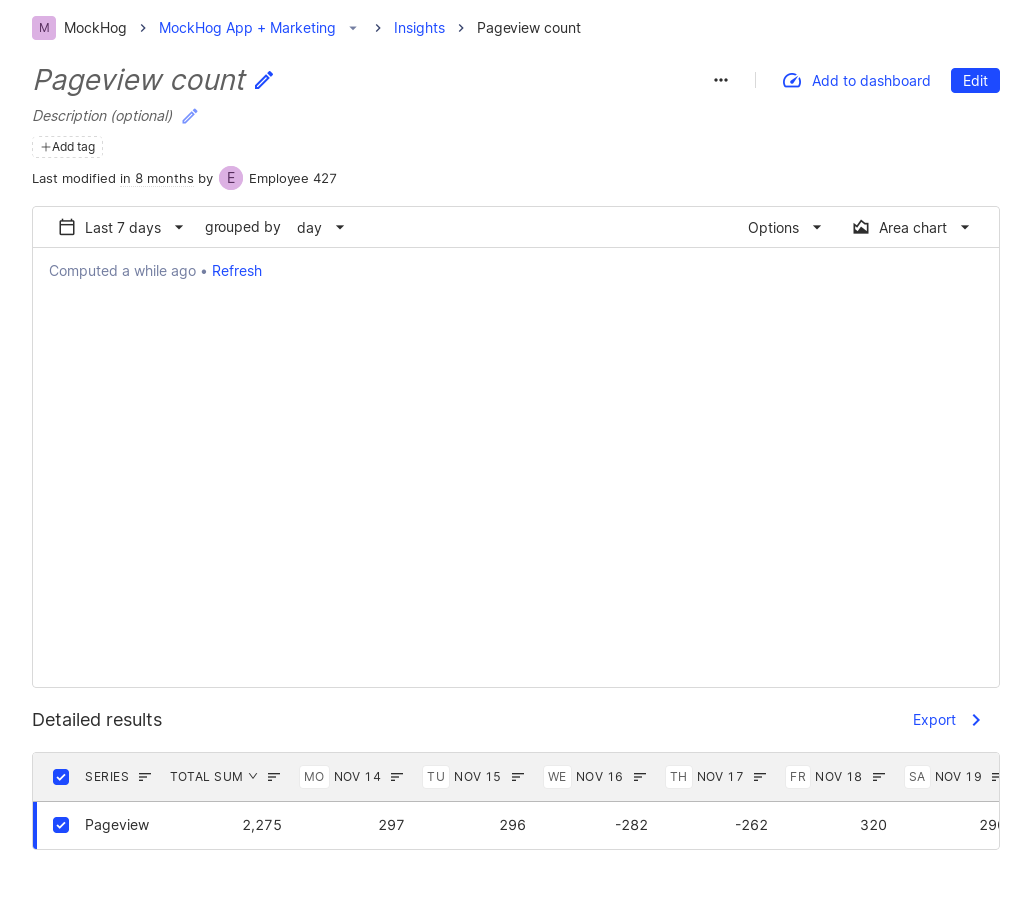 M MockHog MockHog App + Marketing Insights Pageview count
Pageview count
Add to dashboard Edit
Description (optional)
Add tag
Last modified in 8 months by E Employee 427
Last 7 days grouped by day Options Area chart
Computed a while ago • Refresh
Detailed results Export
SERIES TOTAL SUM MO NOV 14 TU NOV 15 WE NOV 16 TH NOV 17 FR NOV 18 SA NOV 19
Pageview 2,275 297 296 -282 -262 320